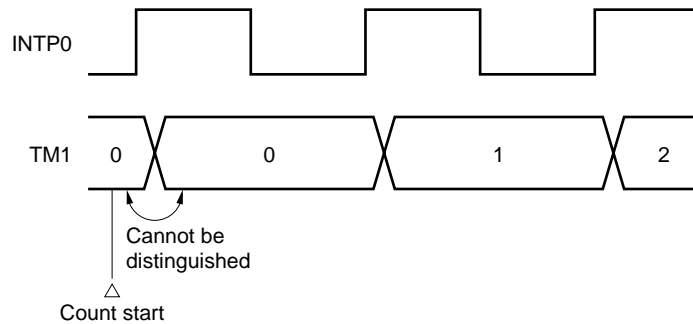 INTP0
TM1 0 0 1 2
Cannot be
distinguished
Count start